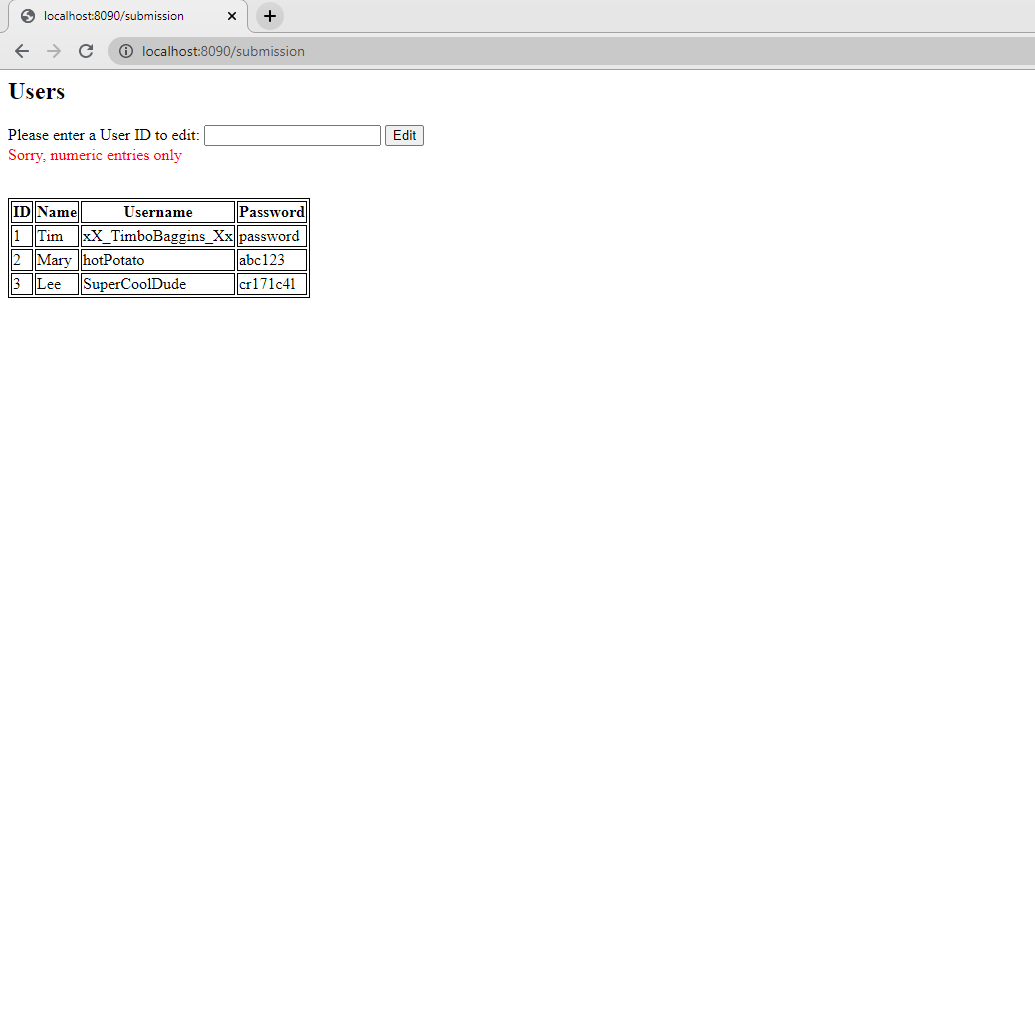 localhost:8090/submission
localhost:8090/submission
Users
Please enter a User ID to edit: Edit
Sorry, numeric entries only
ID Name Username Password
1 Tim xX_TimboBaggins_Xx password
2 Mary hotPotato abc123
3 Lee SuperCoolDude cr171c4l